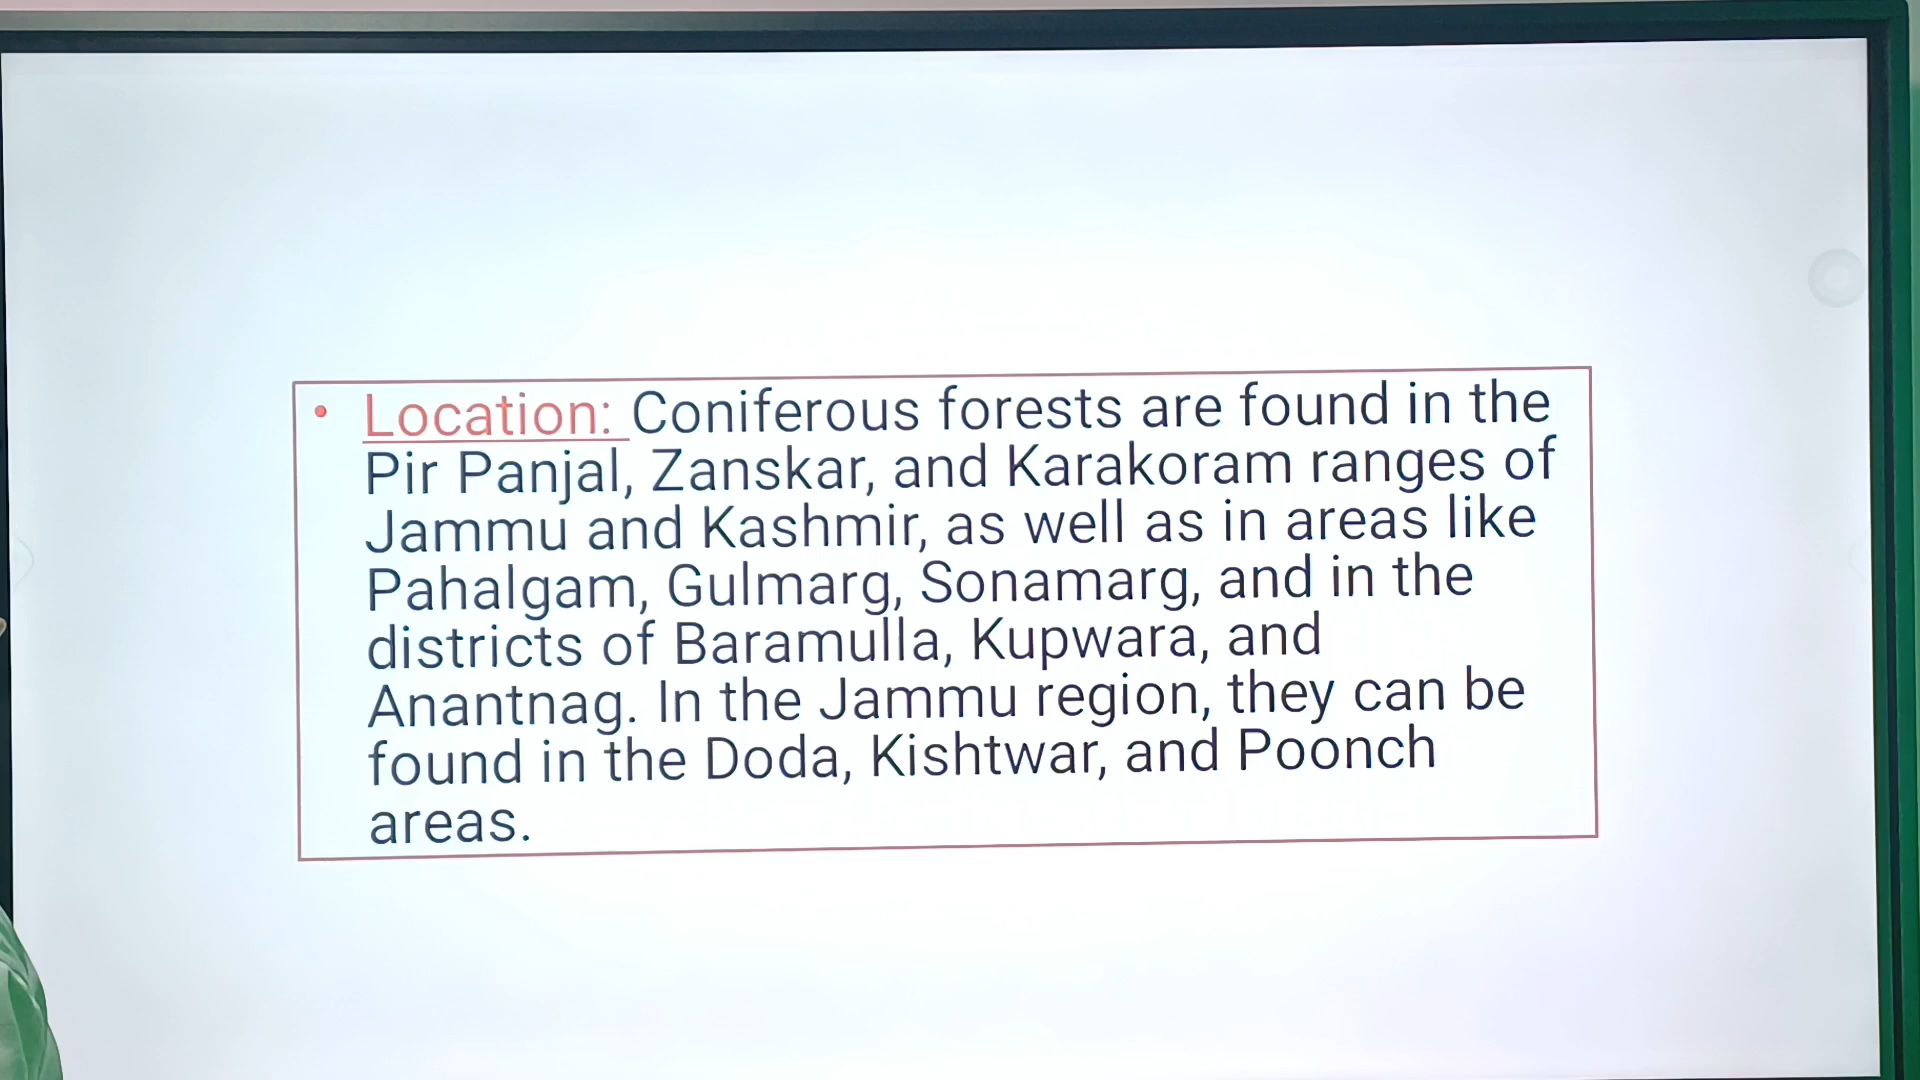 • Location: Coniferous forests are found in the
Pir Panjal, Zanskar, and Karakoram ranges of
Jammu and Kashmir, as well as in areas like
Pahalgam, Gulmarg, Sonamarg, and in the
districts of Baramulla, Kupwara, and
Anantnag. In the Jammu region, they can be
found in the Doda, Kishtwar, and Poonch
areas.